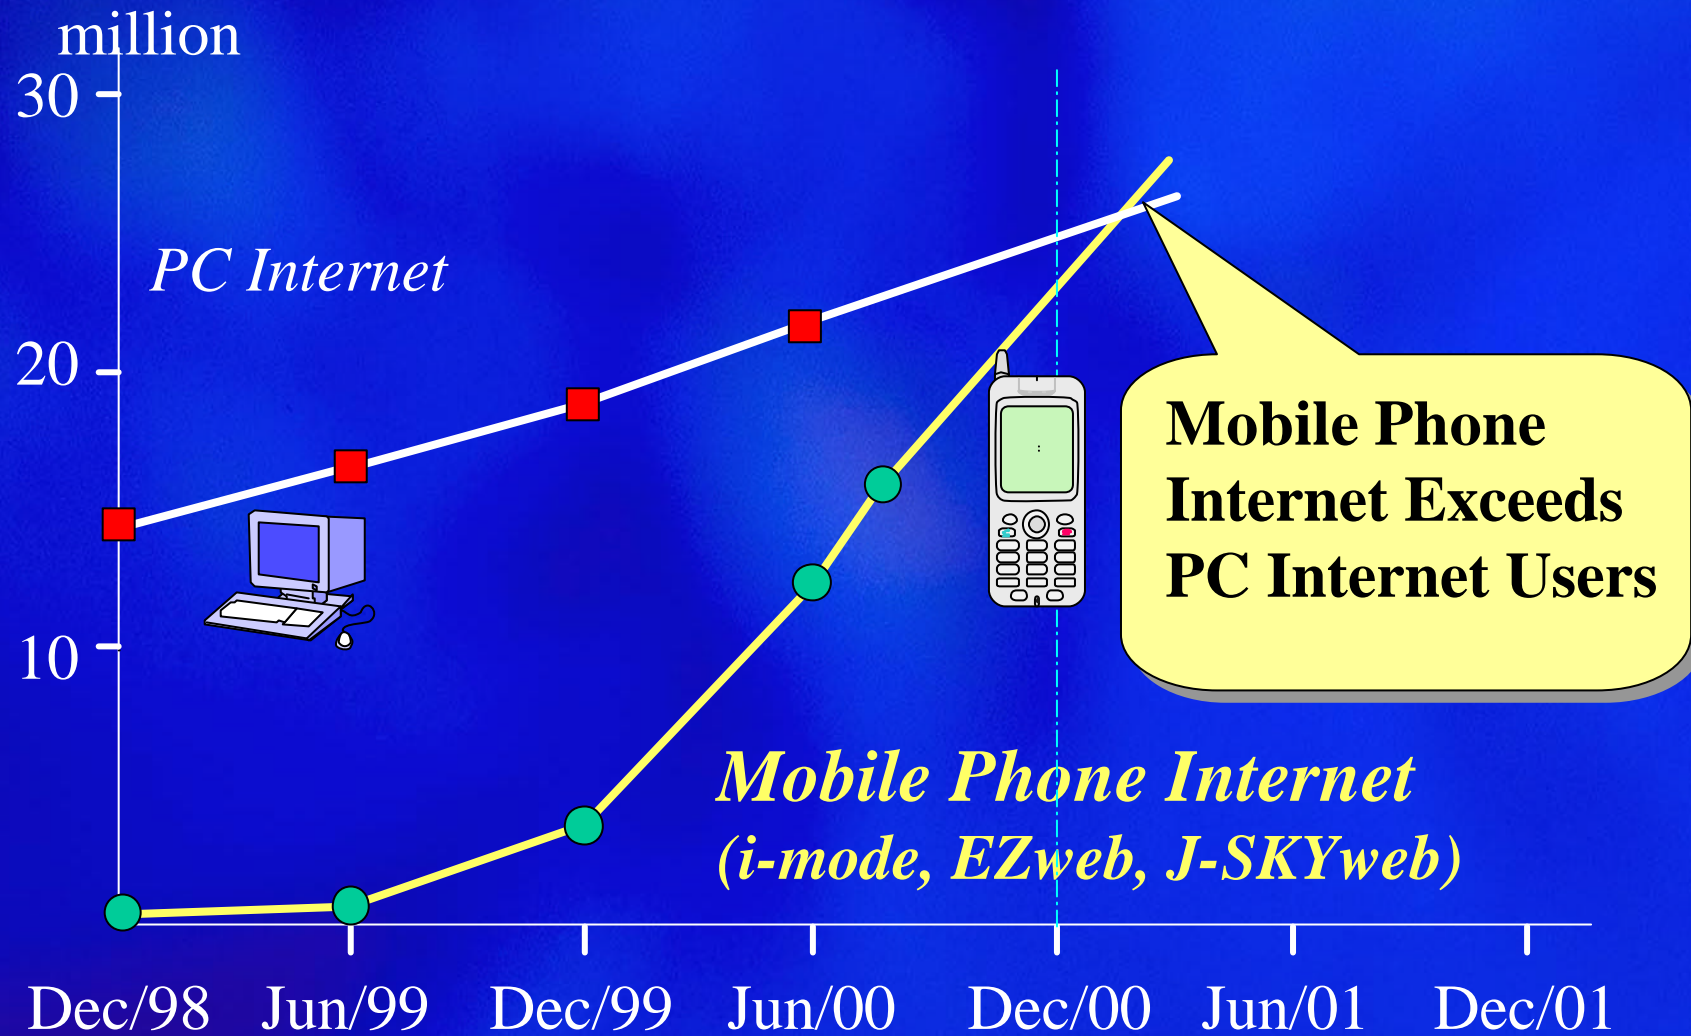 million
30
PC Internet
20
10
Mobile Phone
Internet Exceeds
PC Internet Users
Mobile Phone Internet
(i-mode, EZweb, J-SKYweb)
Dec/98 Jun/99 Dec/99 Jun/00 Dec/00 Jun/01 Dec/01